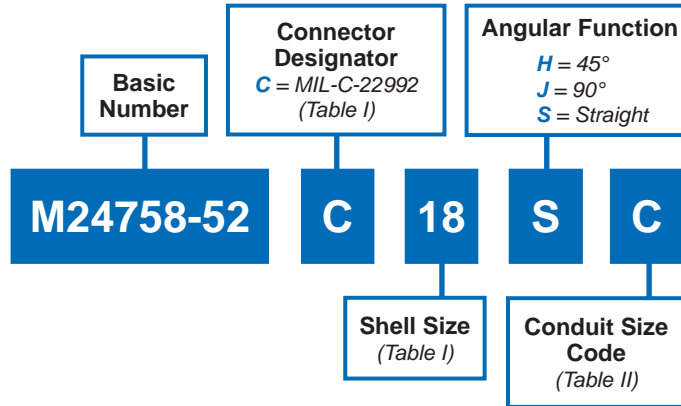 Basic
Number
Connector
Designator
C = MIL-C-22992
(Table I)
Angular Function
H = 45°
J = 90°
S = Straight
M24758-52
C
18
S
C
Shell Size
(Table I)
Conduit Size
Code
(Table II)